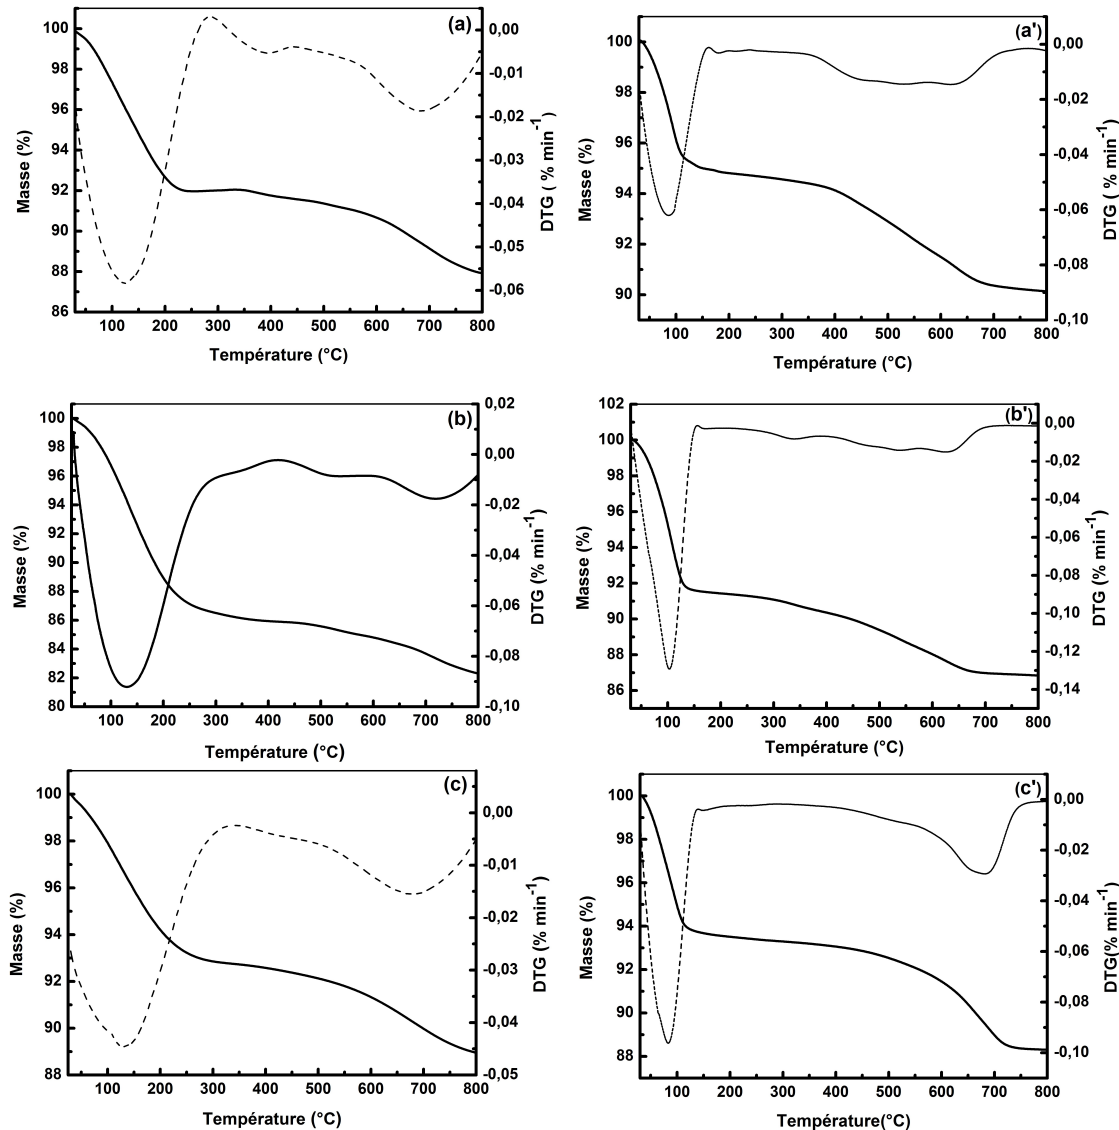 (a)
100
98
96
94
92
90
88
86
0,00
-0,01
-0,02
-0,03
-0,04
-0,05
-0,06
100 200 300 400 500 600 700 800
Masse (%)
DTG ( % min-1)
Température (°C)
(a')
100
98
96
94
92
90
0,00
-0,02
-0,04
-0,06
-0,08
-0,10
100 200 300 400 500 600 700 800
Masse (%)
DTG ( % min-1)
Température (°C)
(b)
100
98
96
94
92
90
88
86
84
82
80
0,02
0,00
-0,02
-0,04
-0,06
-0,08
-0,10
100 200 300 400 500 600 700 800
Masse (%)
DTG (% min-1)
Température (°C)
(b')
102
100
98
96
94
92
90
88
86
0,00
-0,02
-0,04
-0,06
-0,08
-0,10
-0,12
-0,14
100 200 300 400 500 600 700 800
Masse (%)
DTG (% min-1)
Température (°C)
(c)
100
98
96
94
92
90
88
0,00
-0,01
-0,02
-0,03
-0,04
-0,05
100 200 300 400 500 600 700 800
Masse (%)
DTG (% min-1)
Température (°C)
(c')
100
98
96
94
92
90
88
0,00
-0,02
-0,04
-0,06
-0,08
-0,10
100 200 300 400 500 600 700 800
Masse (%)
DTG(% min-1)
Température(°C)